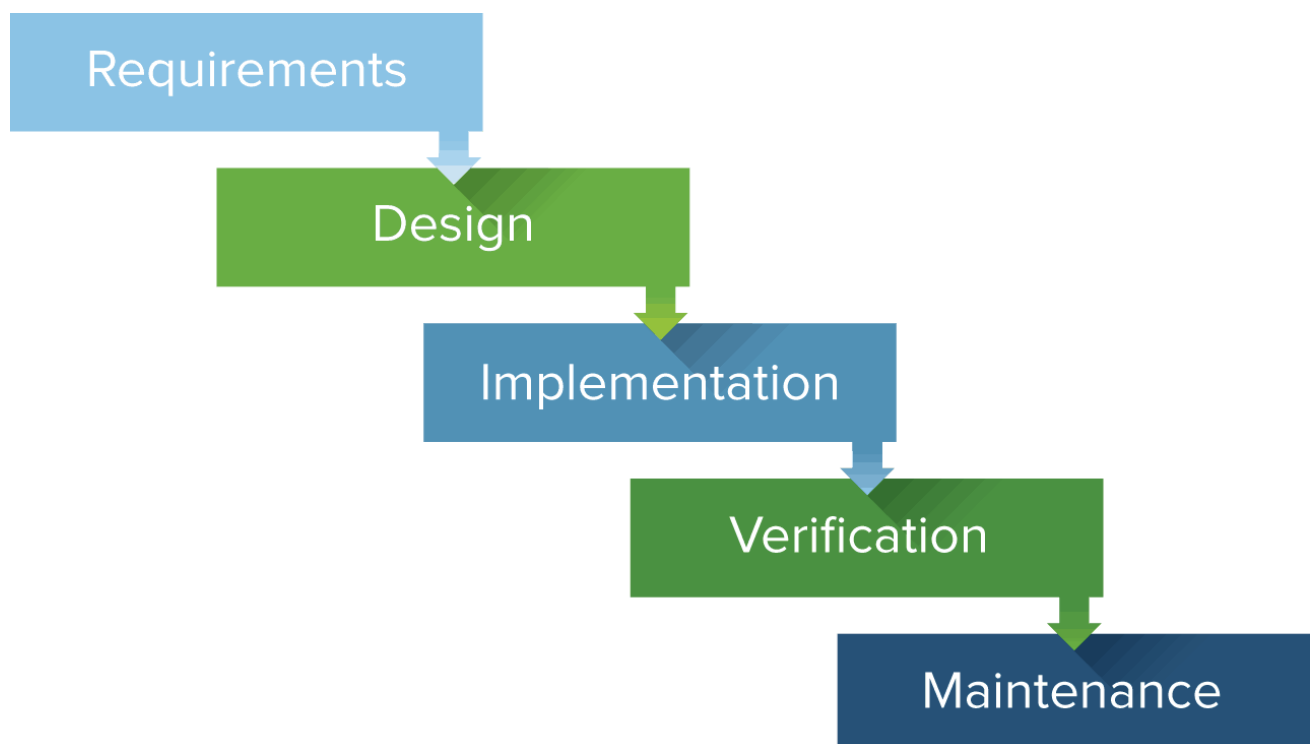 Requirements
Design
Implementation
Verification
Maintenance